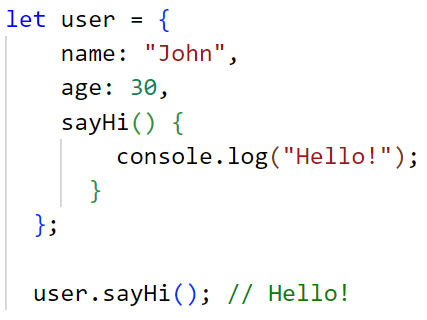 let user = {
name: "John",
age: 30,
sayHi() {
console.log("Hello!");
}
};
user.sayHi(); // Hello!